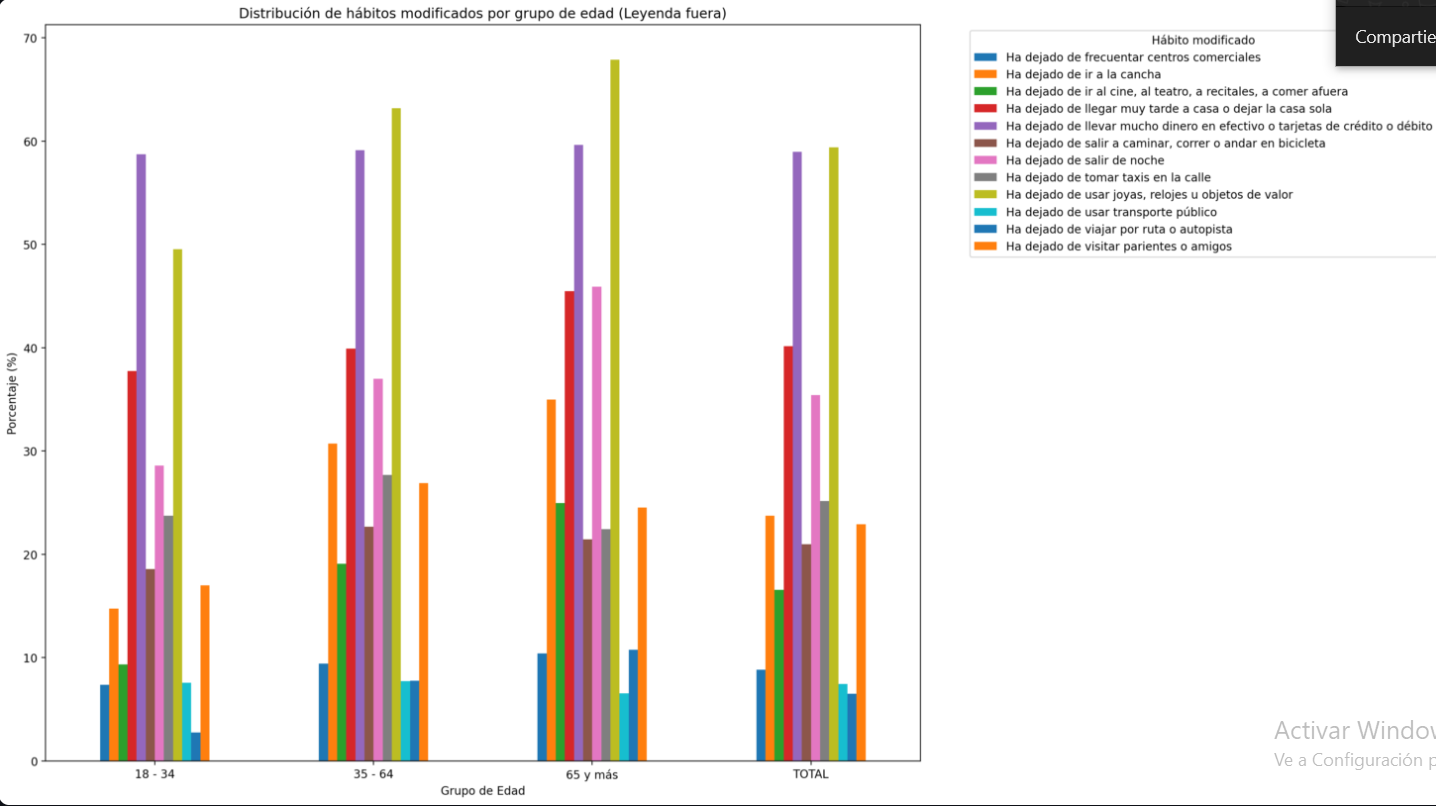 Distribución de hábitos modificados por grupo de edad (Leyenda fuera)
Compartie
Hábito modificado
Ha dejado de frecuentar centros comerciales
Ha dejado de ir a la cancha
Ha dejado de ir al cine, al teatro, a recitales, a comer afuera
Ha dejado de llegar muy tarde a casa o dejar la casa sola
Ha dejado de llevar mucho dinero en efectivo o tarjetas de crédito o débito
Ha dejado de salir a caminar, correr o andar en bicicleta
Ha dejado de salir de noche
Ha dejado de tomar taxis en la calle
Ha dejado de usar joyas, relojes u objetos de valor
Ha dejado de usar transporte público
Ha dejado de viajar por ruta o autopista
Ha dejado de visitar parientes o amigos
Porcentaje (%)
70
60
50
40
30
20
10
0
18 - 34
35 - 64
65 y más
TOTAL
Grupo de Edad
Activar Window
Ve a Configuración p